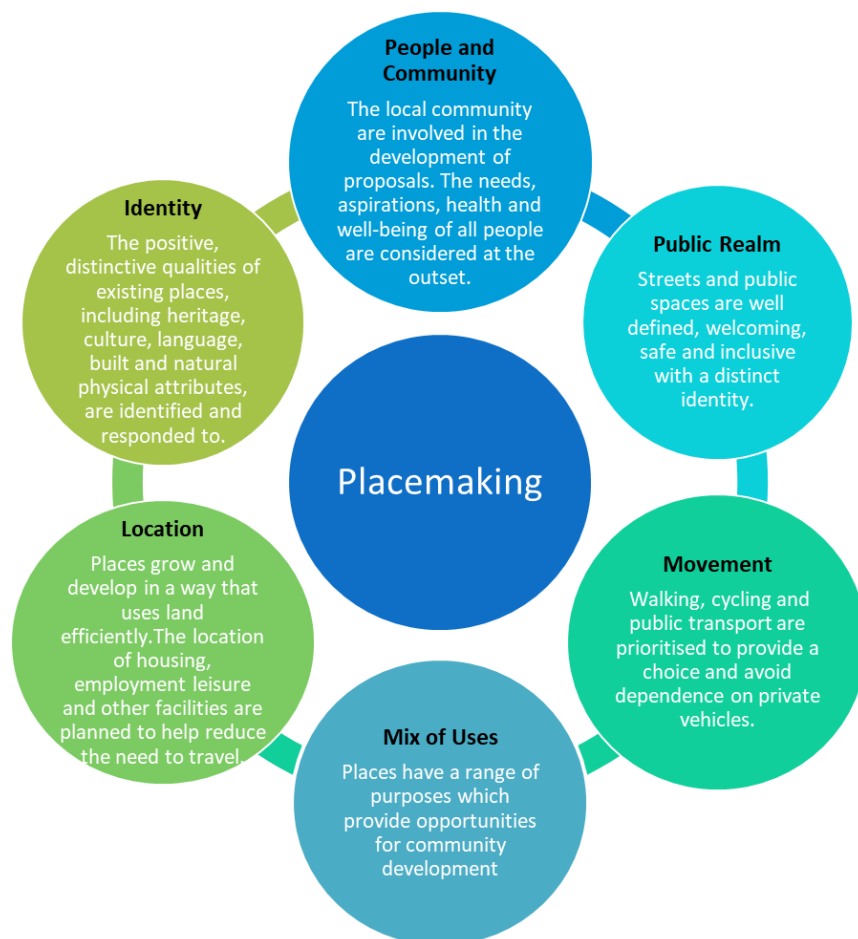 People and
Community
The local community
are involved in the
development of
proposals. The needs,
aspirations, health and
well-being of all people
are considered at the
outset.
Public Realm
Streets and public
spaces are well
defined, welcoming,
safe and inclusive
with a distinct
identity.
Movement
Walking, cycling and
public transport are
prioritised to provide a
choice and avoid
dependence on private
vehicles.
Mix of Uses
Places have a range of
purposes which
provide opportunities
for community
development
Location
Places grow and
develop in a way that
uses land
efficiently.The location
of housing,
employment leisure
and other facilities are
planned to help reduce
the need to travel.
Identity
The positive,
distinctive qualities of
existing places,
including heritage,
culture, language,
built and natural
physical attributes,
are identified and
responded to.
Placemaking